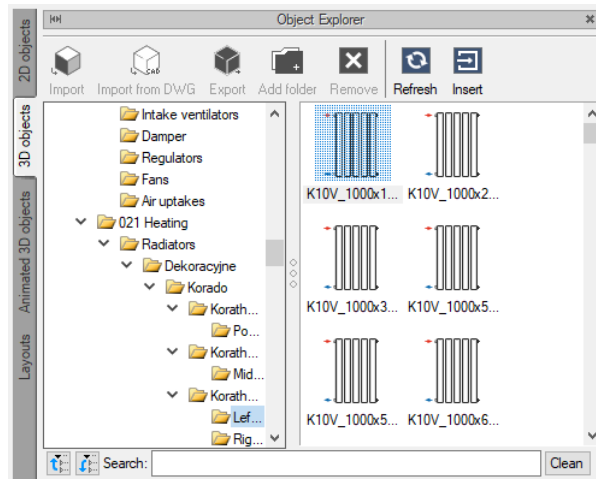 Object Explorer
2D objects
3D objects
Animated 3D objects
Layouts
Import
Import from DWG
Export
Add folder
Remove
Refresh
Insert
Intake ventilators
Damper
Regulators
Fans
Air uptakes
021 Heating
Radiators
Dekoracyjne
Korado
Korath...
Po...
Korath...
Mid...
Korath...
Lef...
Rig...
K10V_1000x1...
K10V_1000x2...
K10V_1000x3...
K10V_1000x5...
K10V_1000x5...
K10V_1000x6...
Search:
Clean